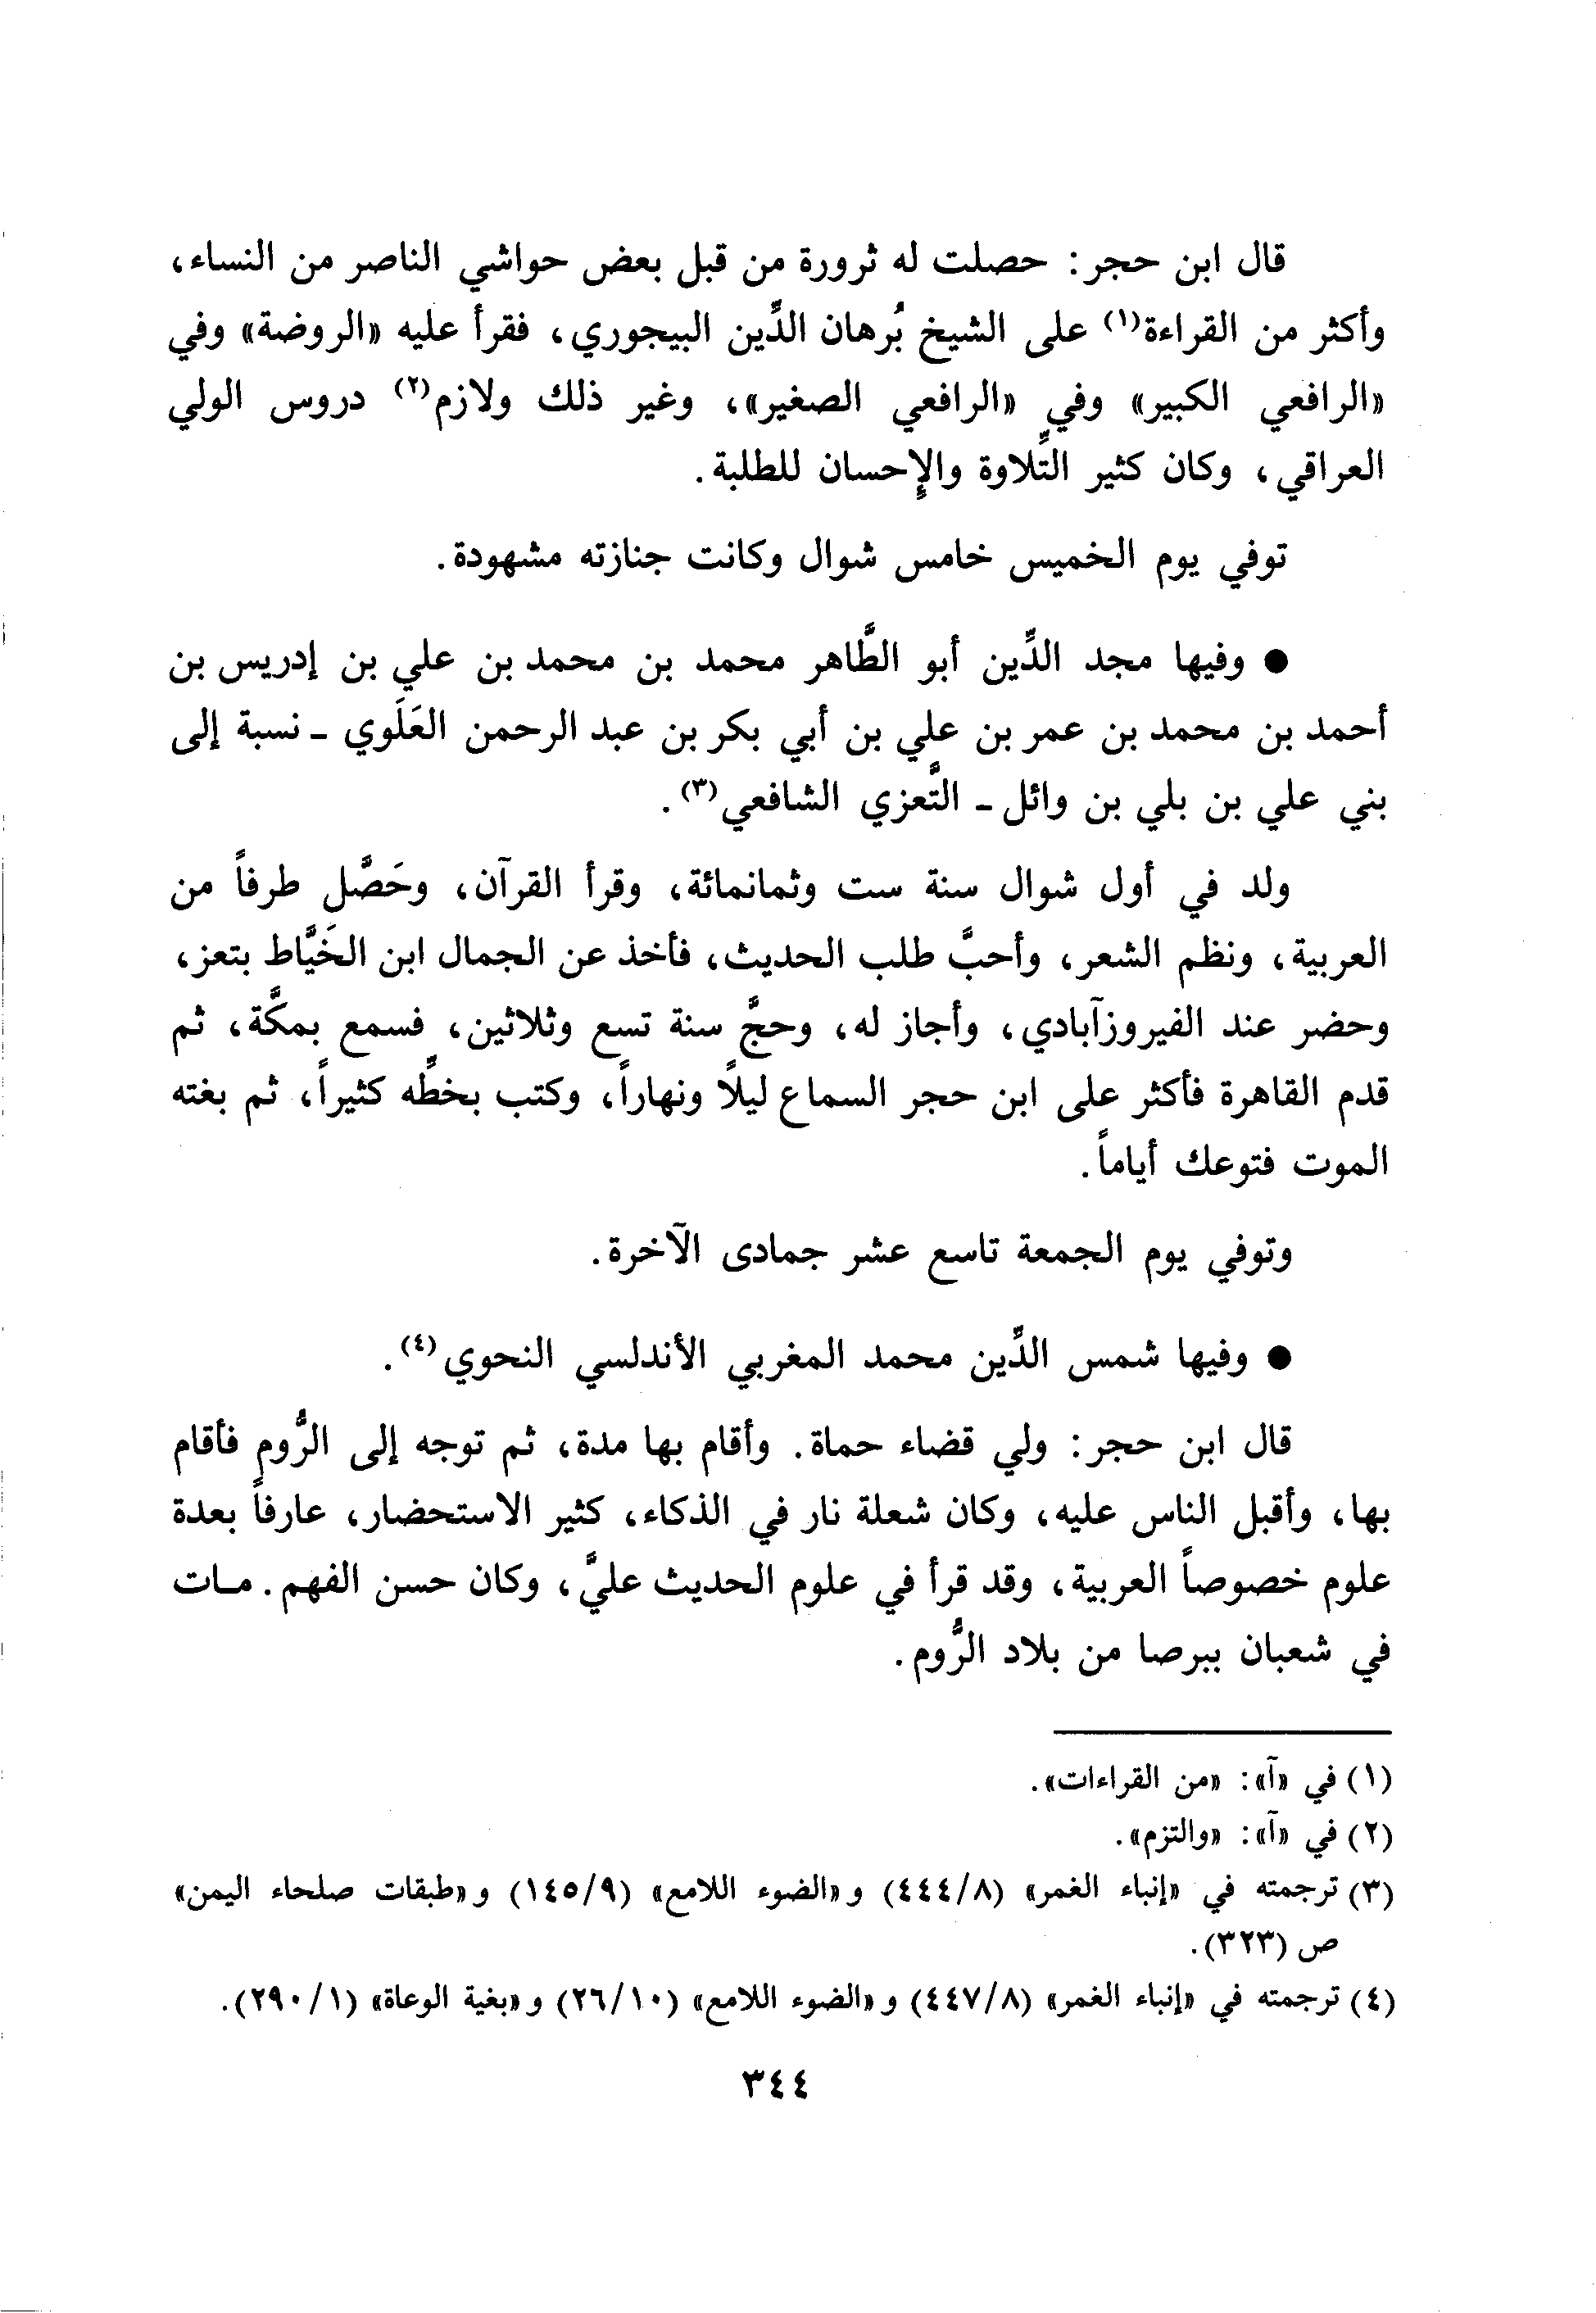 قال ابن حجر: حصلت له ثرورة من قبل بعض حواشي الناصر من النساء،
وأكثر من القراءة(١) على الشيخ بُرهان الدِّين البيجوري، فقرأ عليه «الروضة» وفي
«الرافعي الكبير» وفي «الرافعي الصغير»، وغير ذلك ولازم(٢) دروس الولي
العراقي، وكان كثير التِّلاوة والإِحسان للطلبة.
توفي يوم الخميس خامس شوال وكانت جنازته مشهودة.
● وفيها مجد الدِّين أبو الطَّاهر محمد بن محمد بن علي بن إدريس بن
أحمد بن محمد بن عمر بن علي بن أبي بكر بن عبد الرحمن العَلَوي - نسبة إلى
بني علي بن بلي بن وائل - التَّعزي الشافعي(٣).
ولد في أول شوال سنة ست وثمانمائة، وقرأ القرآن، وحَصَّل طرفاً من
العربية، ونظم الشعر، وأحبَّ طلب الحديث، فأخذ عن الجمال ابن الخَيَّاط بتعز،
وحضر عند الفيروزآبادي، وأجاز له، وحجَّ سنة تسع وثلاثين، فسمع بمكَّة، ثم
قدم القاهرة فأكثر على ابن حجر السماع ليلاً ونهاراً، وكتب بخطِّه كثيراً، ثم بغته
الموت فتوعك أياماً.
وتوفي يوم الجمعة تاسع عشر جمادى الآخرة.
● وفيها شمس الدِّين محمد المغربي الأندلسي النحوي(٤).
قال ابن حجر: ولي قضاء حماة. وأقام بها مدة، ثم توجه إلى الرُّوم فأقام
بها، وأقبل الناس عليه، وكان شعلة نار في الذكاء، كثير الاستحضار، عارفاً بعدة
علوم خصوصاً العربية، وقد قرأ في علوم الحديث عليَّ، وكان حسن الفهم. مـات
في شعبان ببرصا من بلاد الرُّوم.
(١) في «آ»: «من القراءات».
(٢) في «آ»: «والتزم».
(٣) ترجمته في «إنباء الغمر» (٨/٤٤٤) و«الضوء اللامع» (٩/١٤٥) و«طبقات صلحاء اليمن»
ص (٣٢٣).
(٤) ترجمته في «إنباء الغمر» (٨/٤٤٧) و«الضوء اللامع» (١٠/٢٦) و«بغية الوعاة» (١/٢٩٠).
٣٤٤